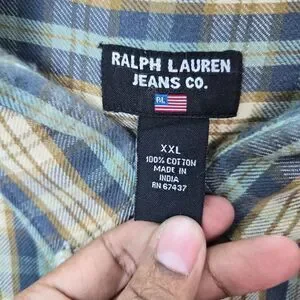 RALPH LAUREN
JEANS CO.
RL
XXL
100% COTTON
MADE IN
INDIA
RN 67437